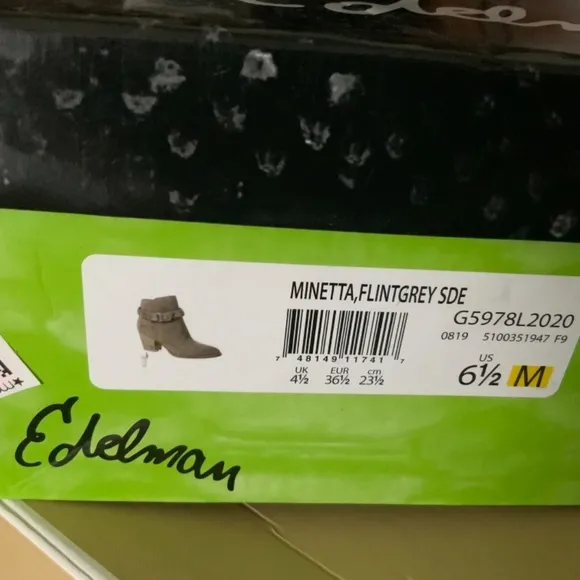 Edelman
MINETTA,FLINTGREY SDE
G5978L2020
0819 5100351947 F9
7 48149 11741 7
UK EUR cm
4½ 36½ 23½
US
6½ M
Edelman